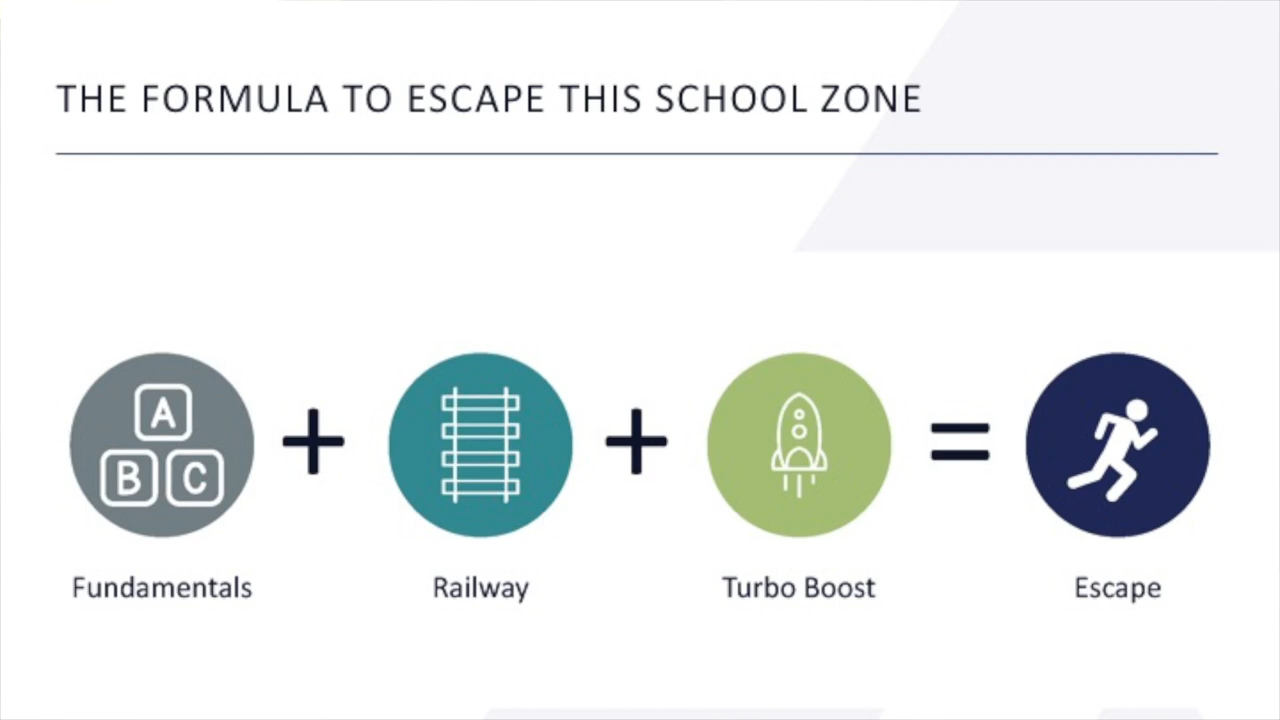 THE FORMULA TO ESCAPE THIS SCHOOL ZONE
A
B C
Fundamentals
Railway
Turbo Boost
Escape